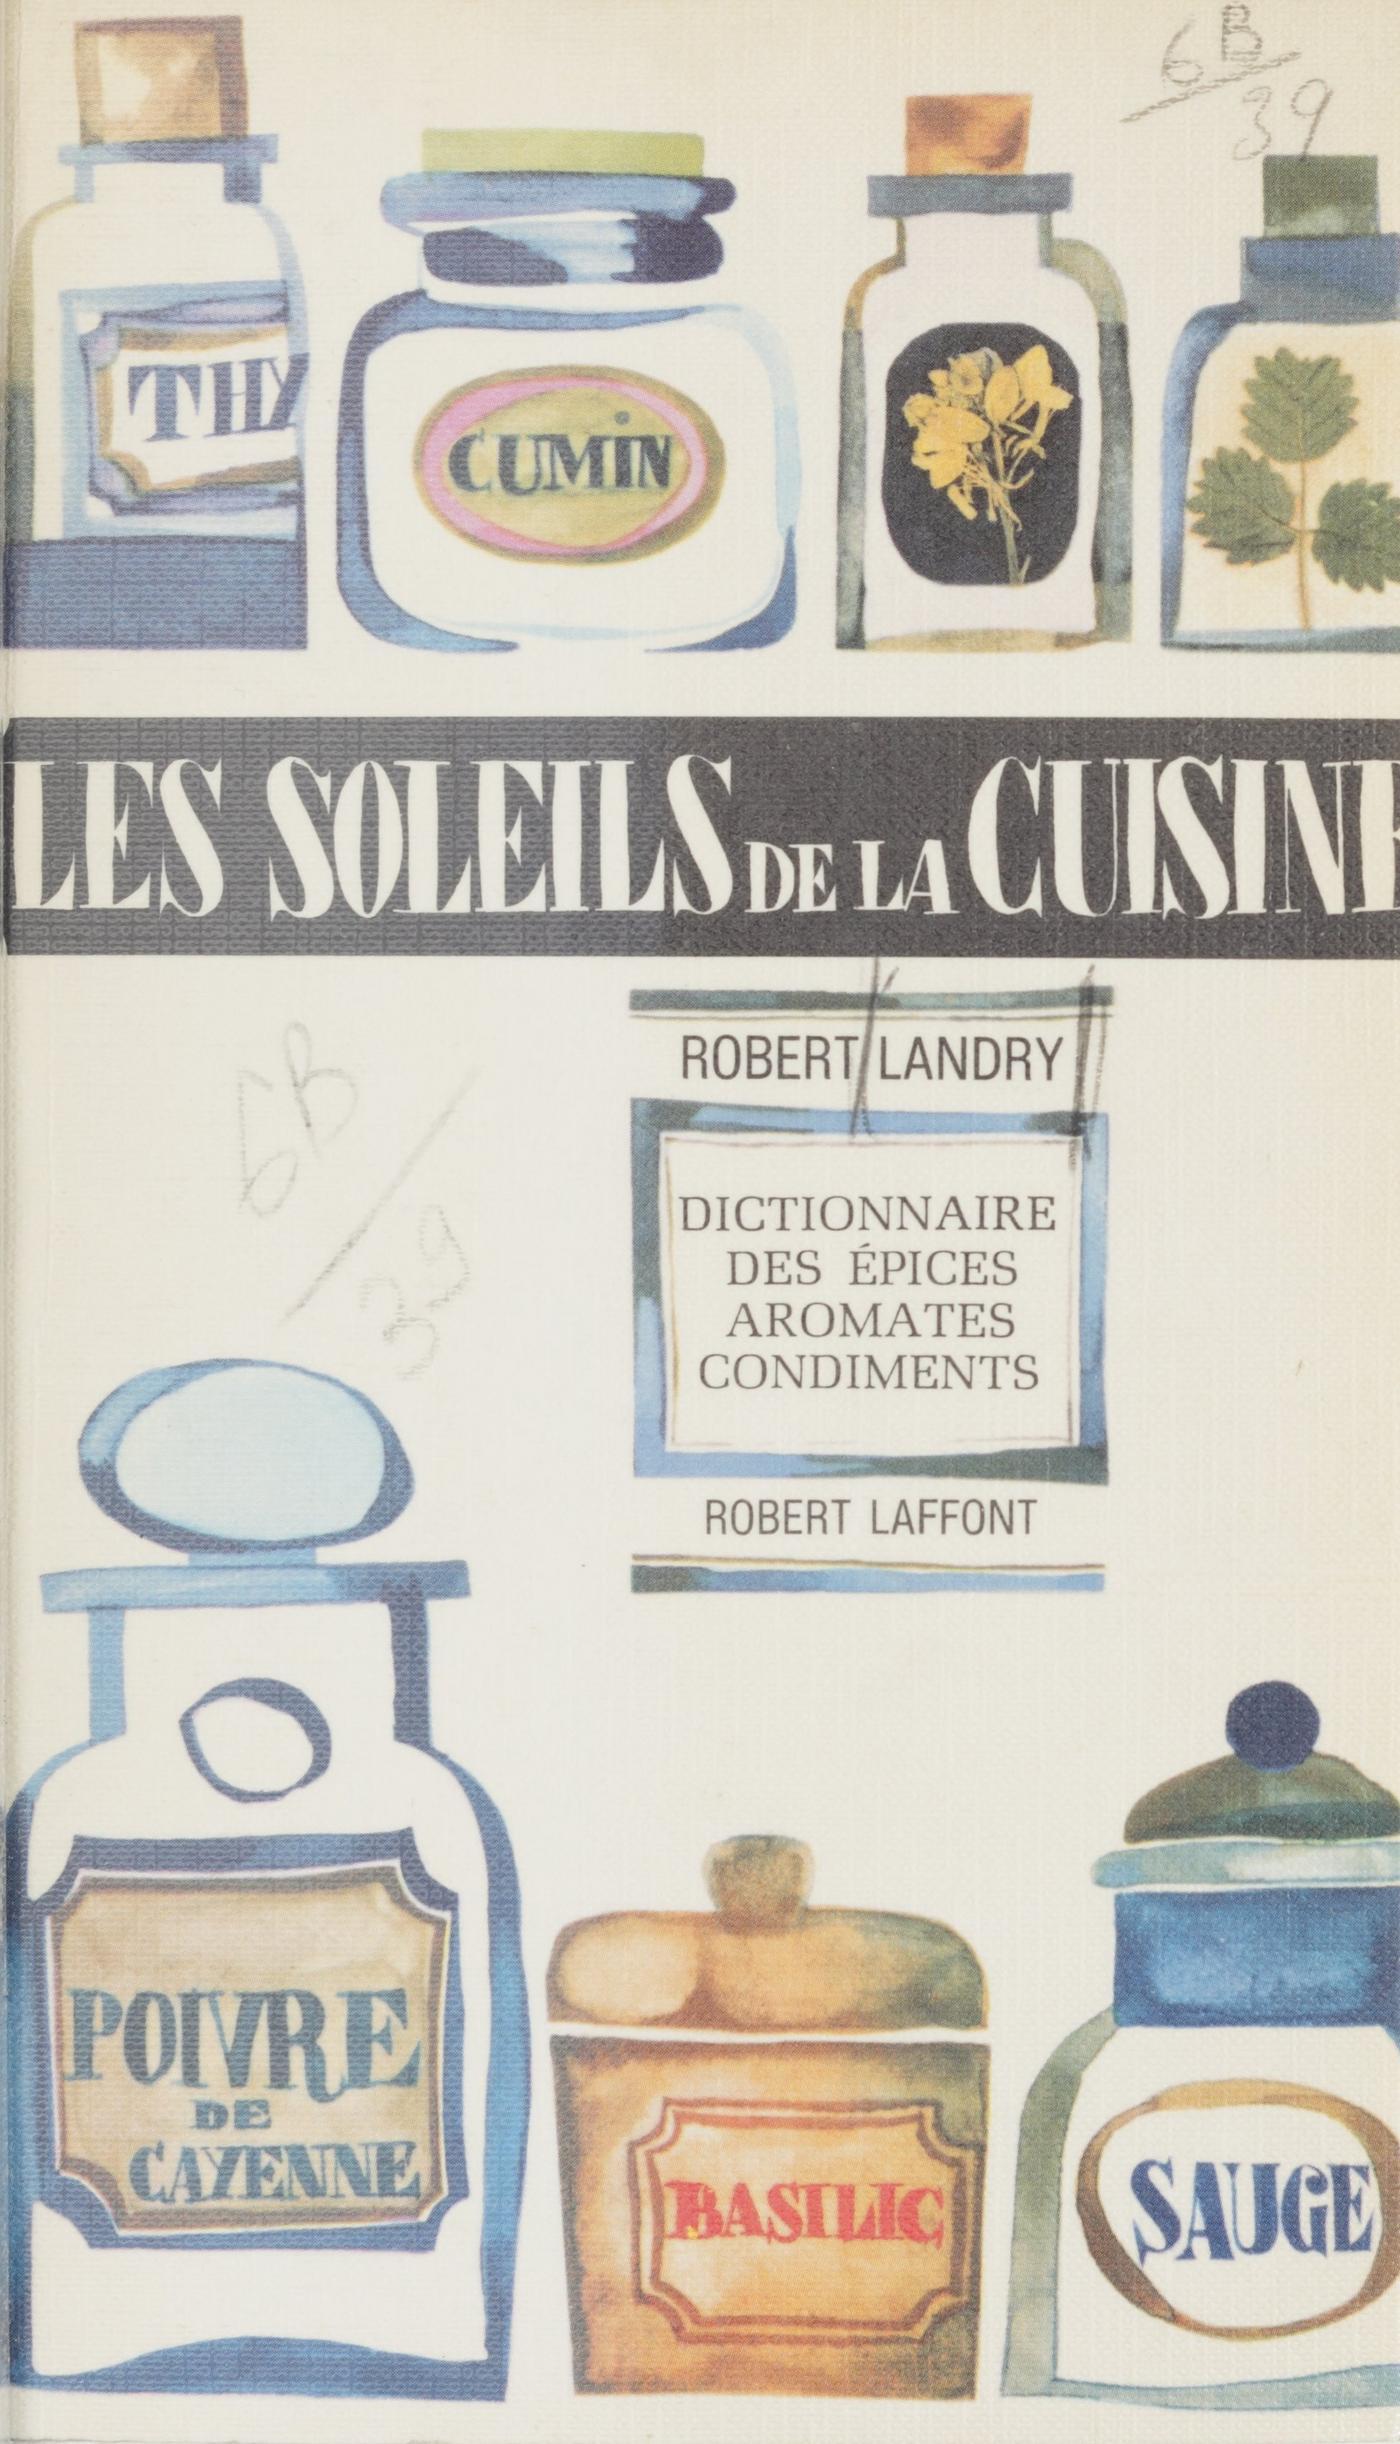 6B
39
THY
CUMIN
LES SOLEILS DE LA CUISINE
ROBERT LANDRY
6B
39
DICTIONNAIRE
DES ÉPICES
AROMATES
CONDIMENTS
ROBERT LAFFONT
POIVRE
DE
CAYENNE
BASILIC
SAUGE